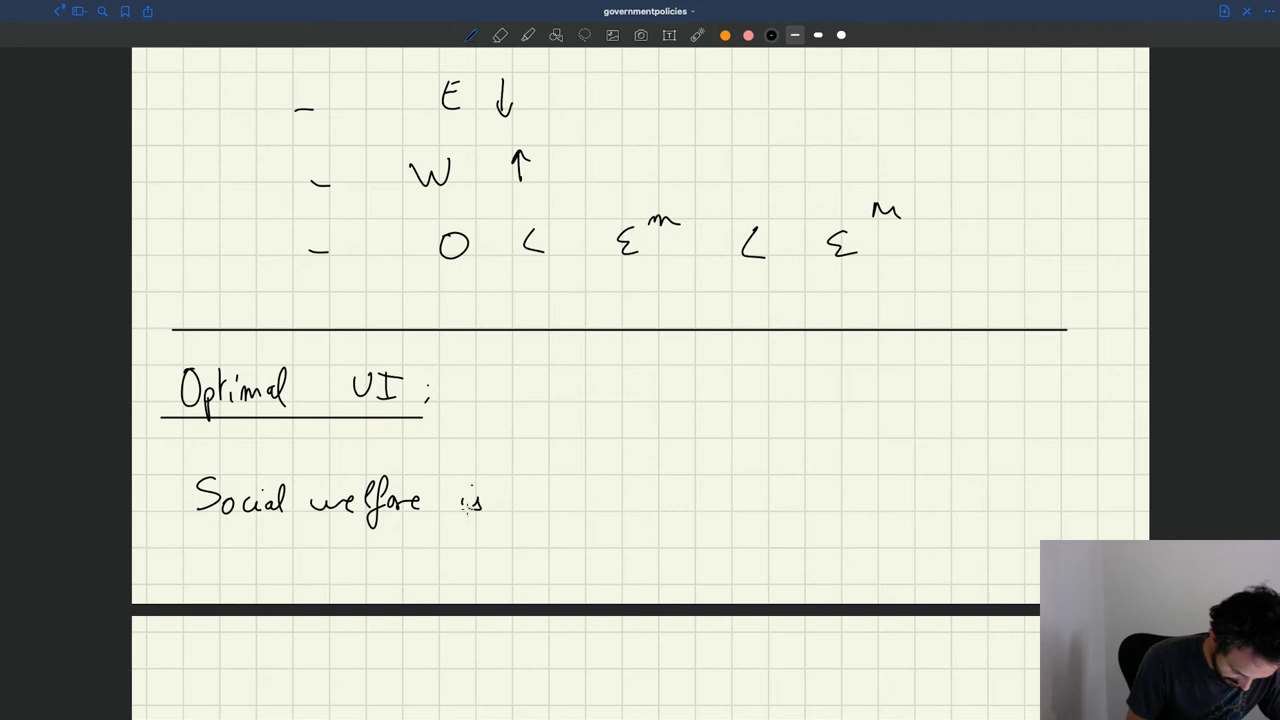 governmentpolicies
- E ↓
- W ↑
- 0 < ε^m < ε^M
Optimal UI:
Social welfare is